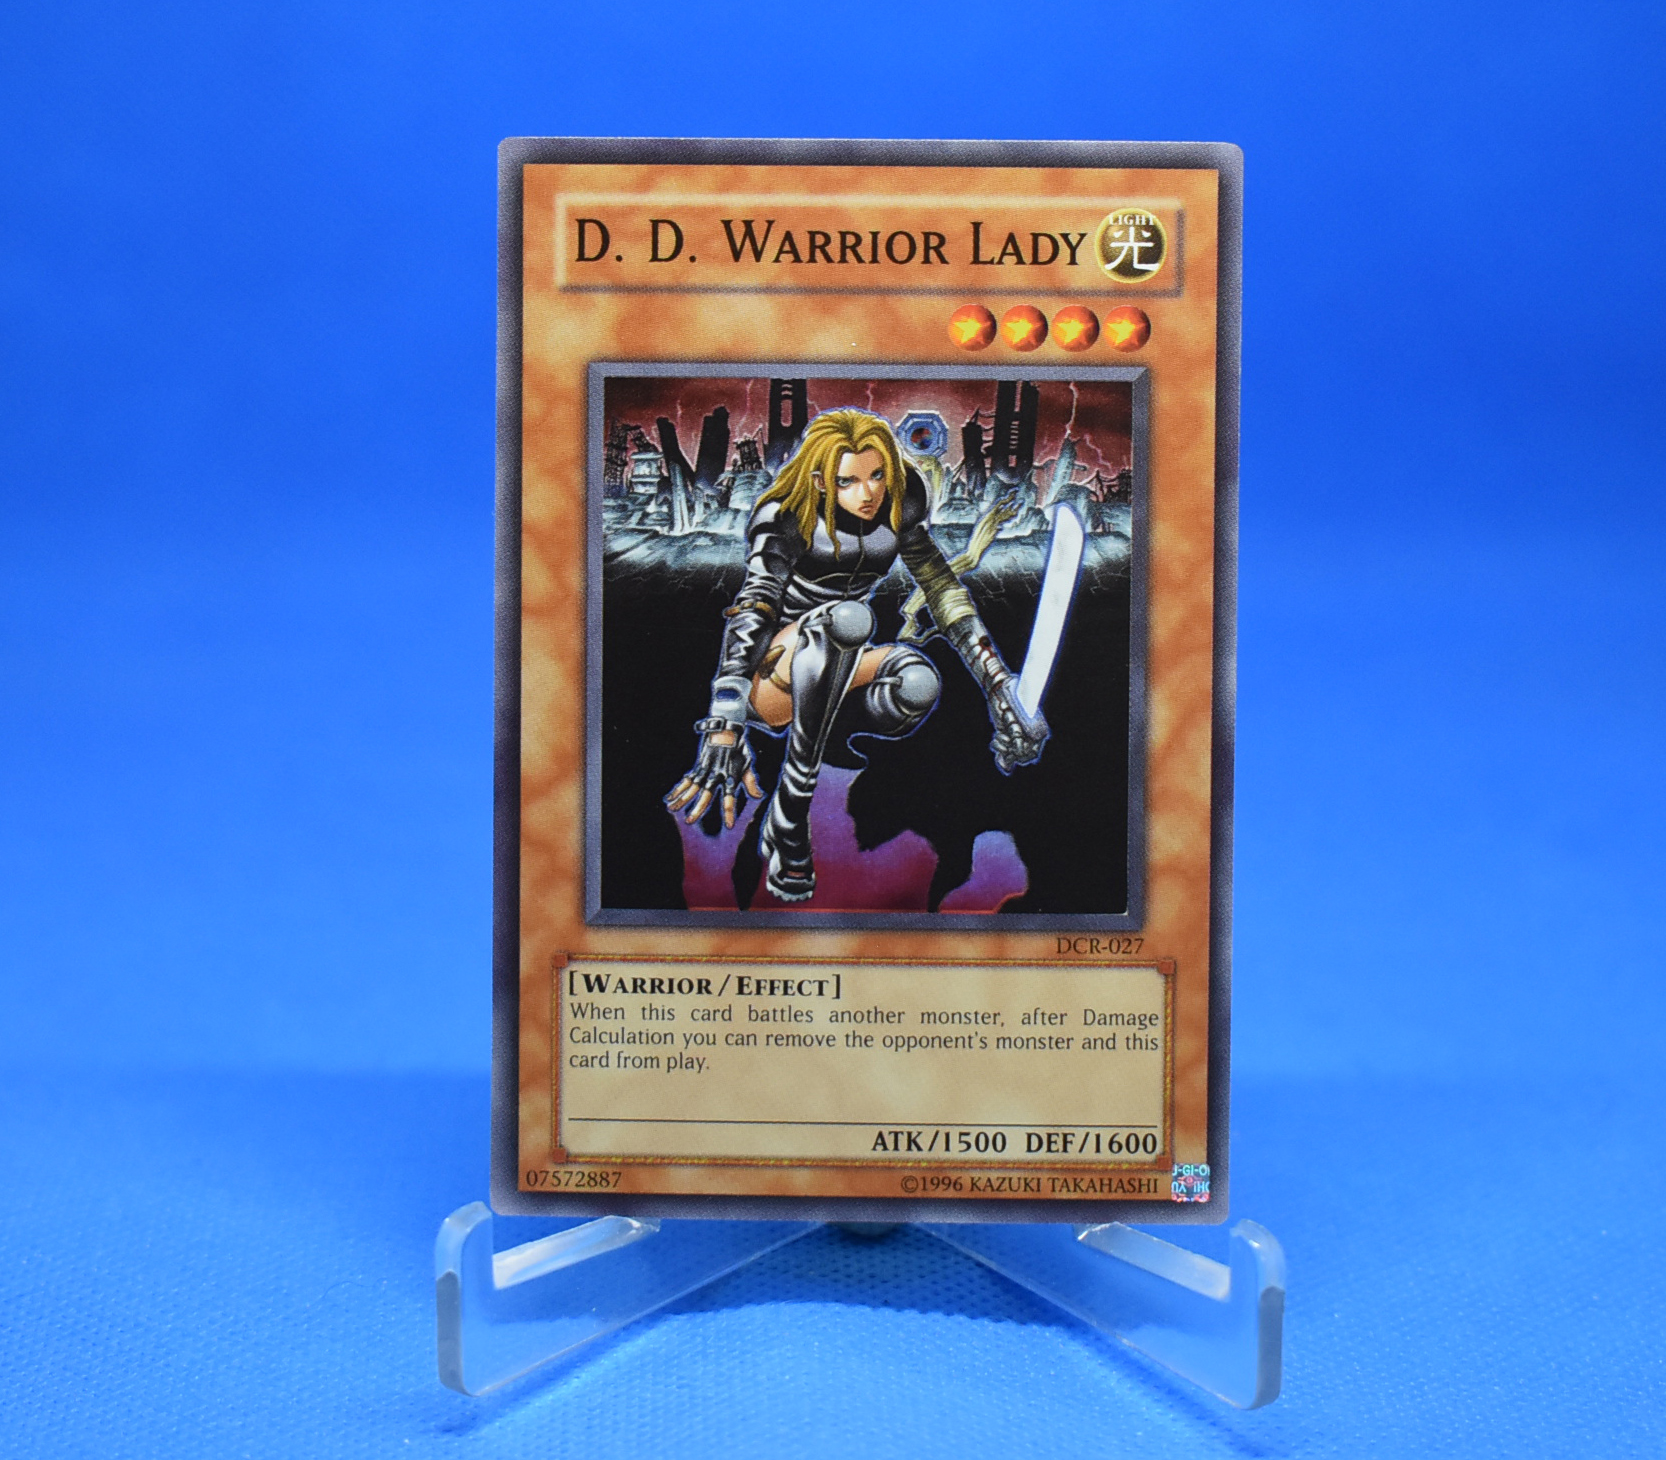 D. D. Warrior Lady
LIGHT
光
DCR-027
[Warrior/Effect]
When this card battles another monster, after Damage
Calculation you can remove the opponent's monster and this
card from play.
ATK/1500 DEF/1600
07572887
©1996 KAZUKI TAKAHASHI